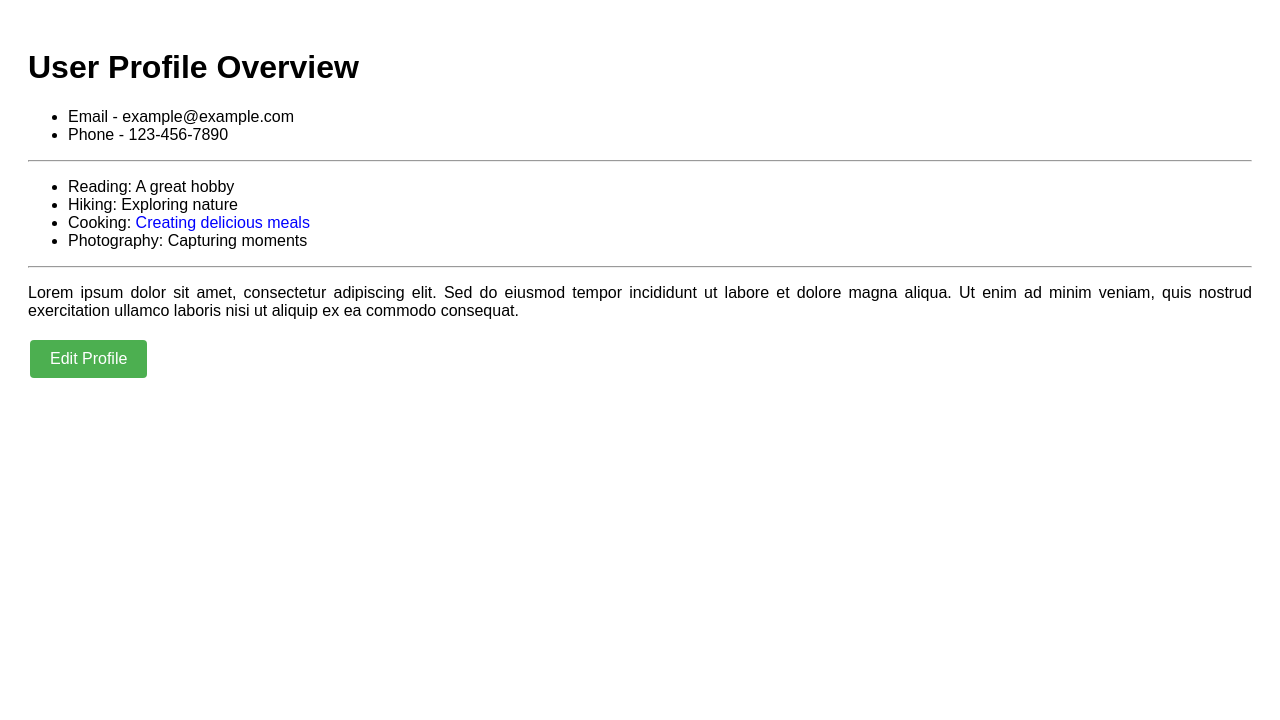 User Profile Overview
Email - example@example.com
Phone - 123-456-7890
Reading: A great hobby
Hiking: Exploring nature
Cooking: Creating delicious meals
Photography: Capturing moments
Lorem ipsum dolor sit amet, consectetur adipiscing elit. Sed do eiusmod tempor incididunt ut labore et dolore magna aliqua. Ut enim ad minim veniam, quis nostrud
exercitation ullamco laboris nisi ut aliquip ex ea commodo consequat.
Edit Profile